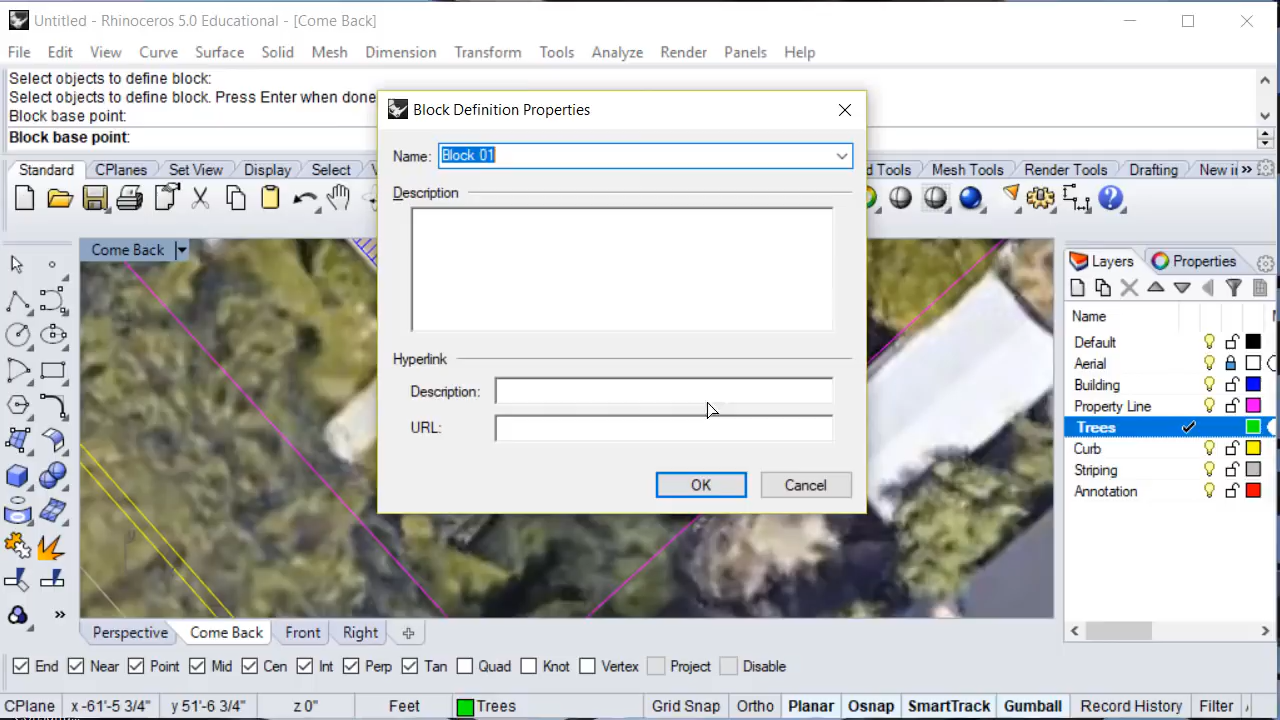 Untitled - Rhinoceros 5.0 Educational - [Come Back]
File Edit View Curve Surface Solid Mesh Dimension Transform Tools Analyze Render Panels Help
Select objects to define block:
Select objects to define block. Press Enter when done
Block base point:
Block base point:
Block Definition Properties
Name: Block 01
Description
Hyperlink
Description:
URL:
OK Cancel
Standard CPlanes Set View Display Select d Tools Mesh Tools Render Tools Drafting New i »
Come Back
Layers Properties
Name
Default
Aerial
Building
Property Line
Trees
Curb
Striping
Annotation
»
Perspective Come Back Front Right
End Near Point Mid Cen Int Perp Tan Quad Knot Vertex Project Disable
CPlane x -61'-5 3/4" y 51'-6 3/4" z 0" Feet Trees Grid Snap Ortho Planar Osnap SmartTrack Gumball Record History Filter